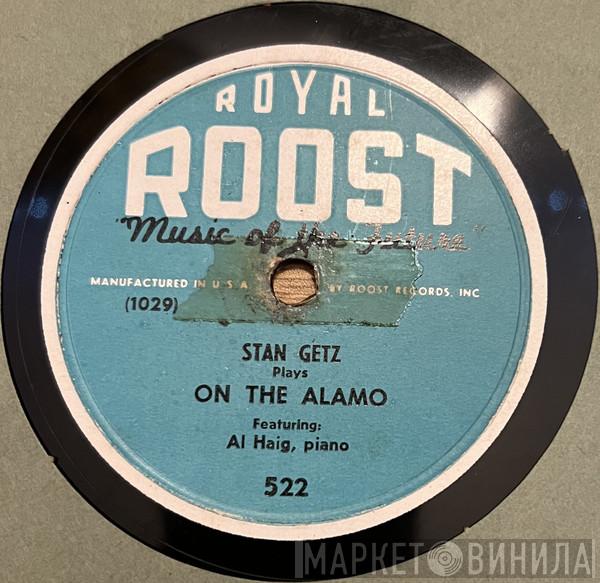 ROYAL
ROOST
"Music of the Future"
MANUFACTURED IN U.S.A. BY ROOST RECORDS, INC
(1029)
STAN GETZ
Plays
ON THE ALAMO
Featuring:
Al Haig, piano
522
МАРКЕТ ВИНИЛА